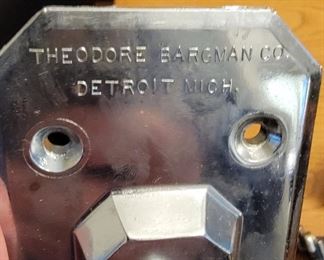 THEODORE BARGMAN CO.
DETROIT MICH.